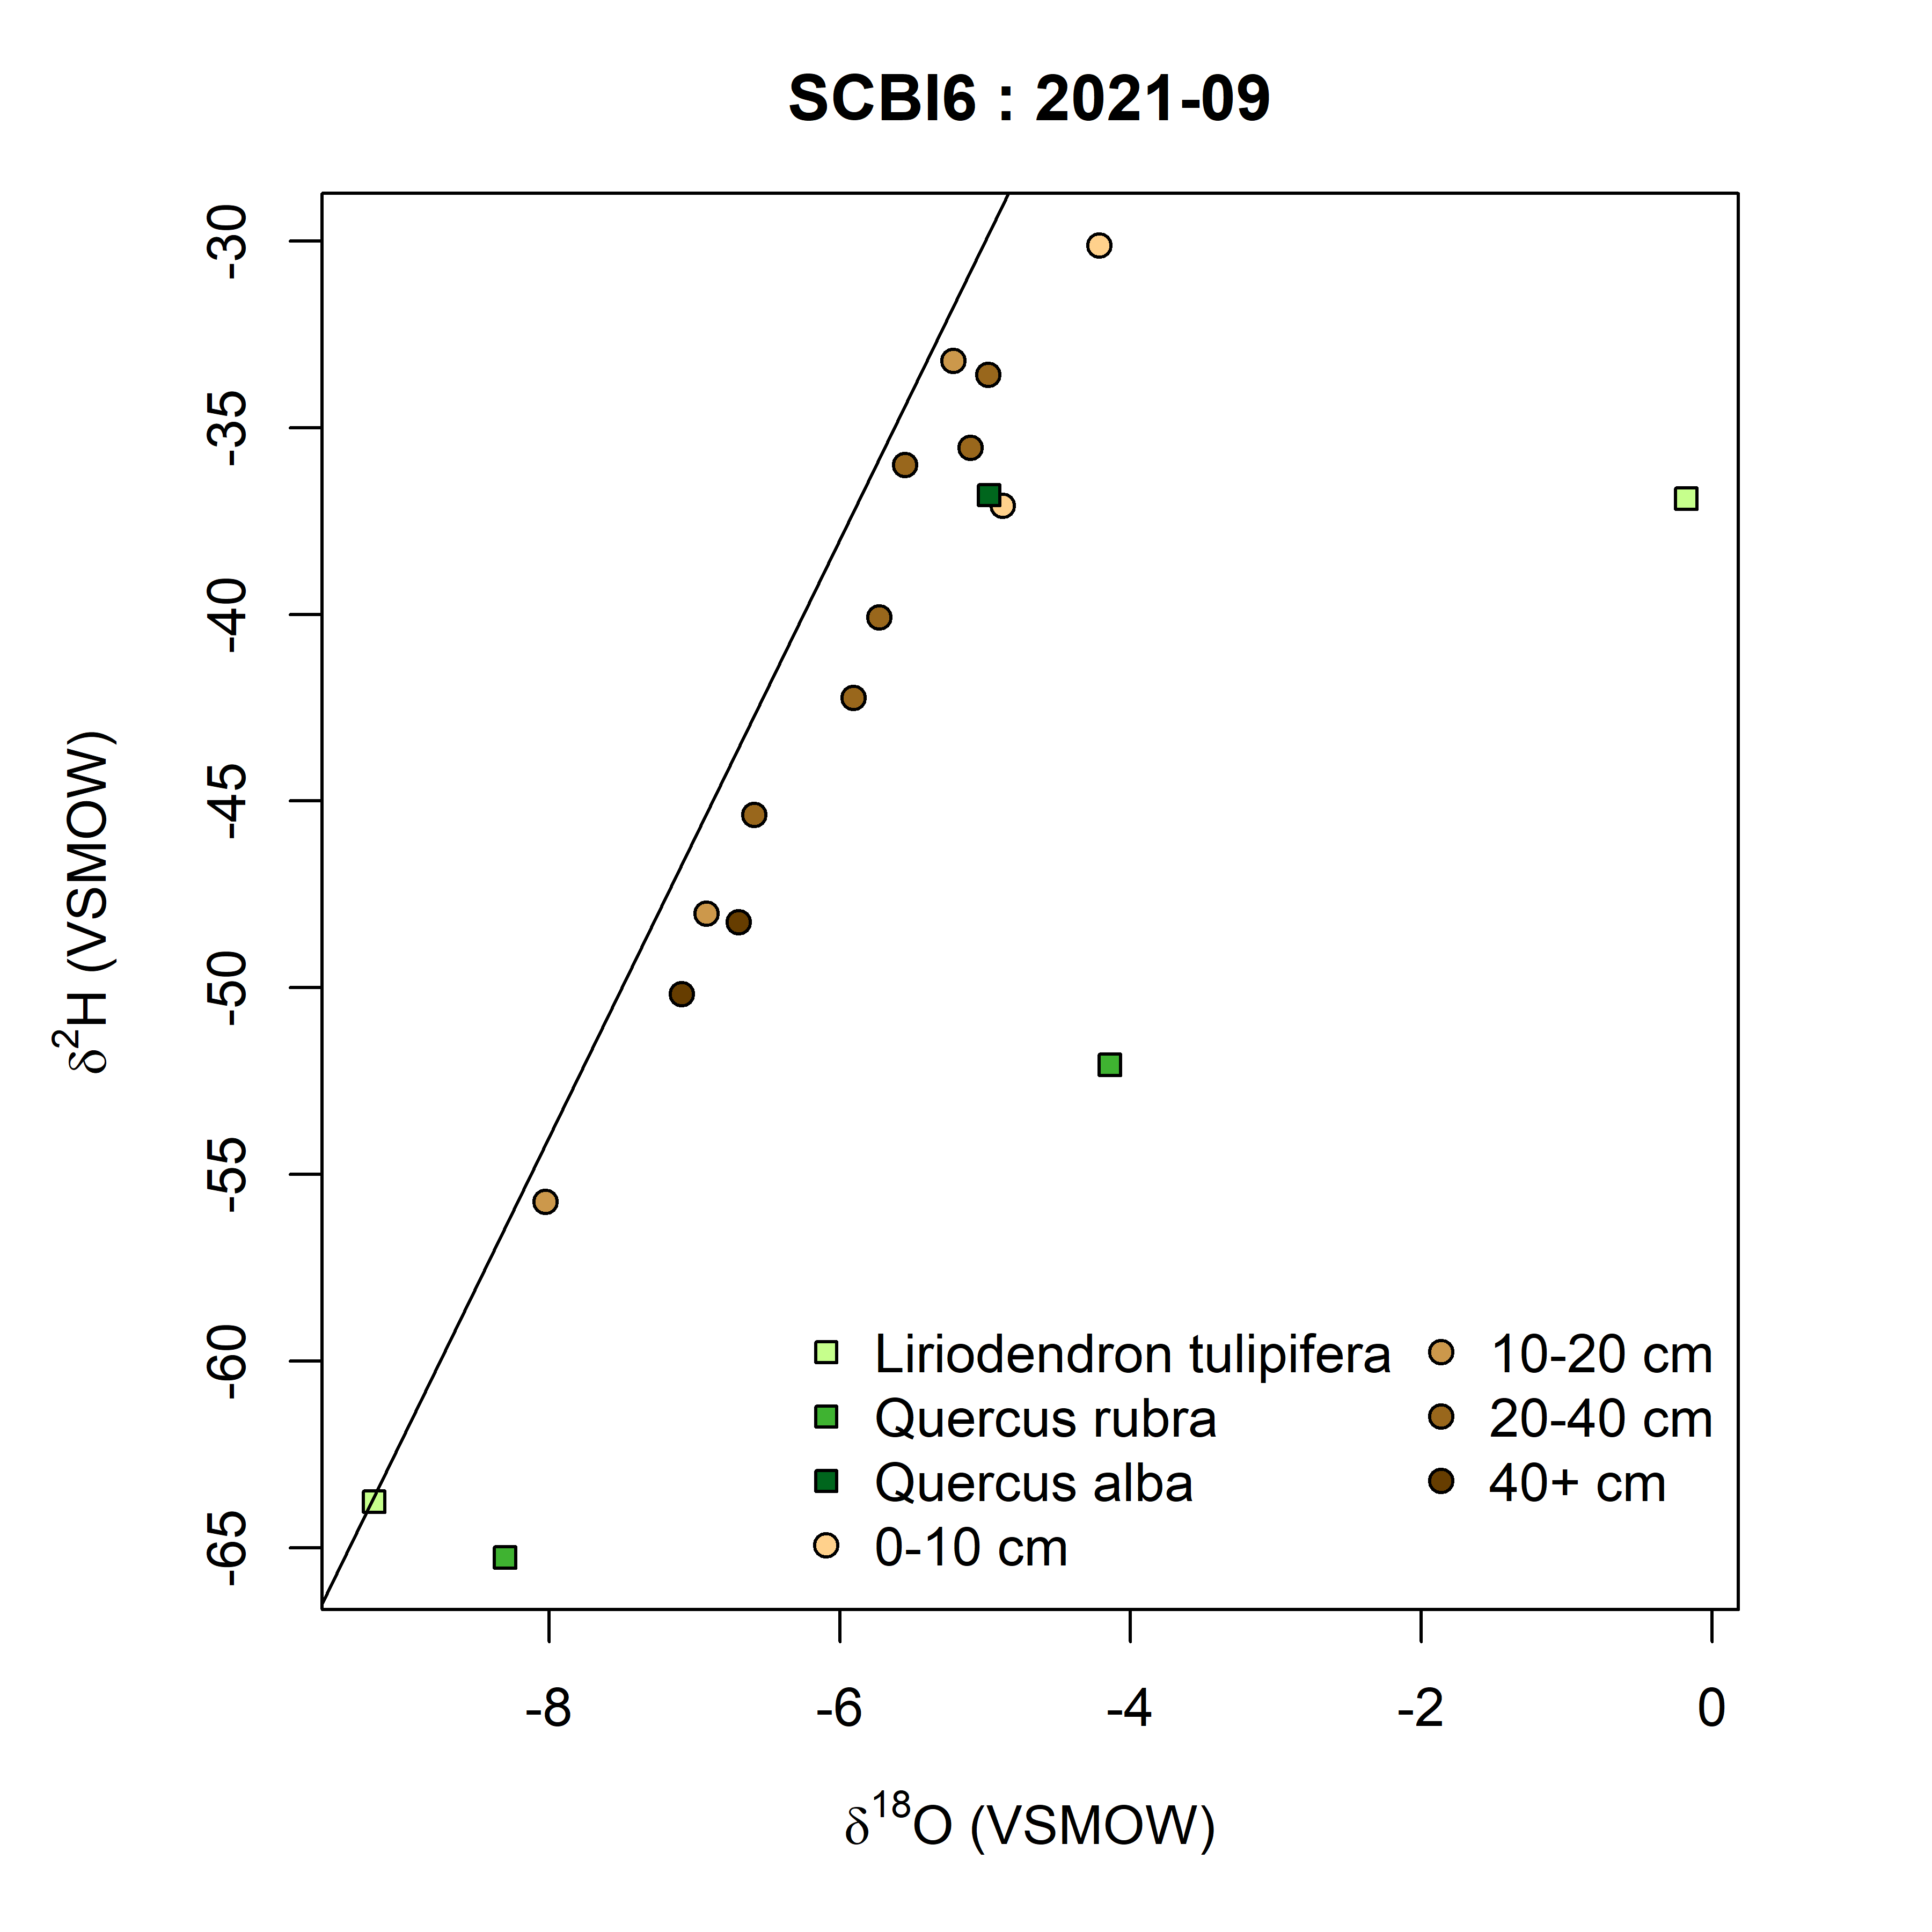 SCBI6 : 2021-09
-30
-35
-40
-45
-50
-55
-60
-65
δ²H (VSMOW)
Liriodendron tulipifera
Quercus rubra
Quercus alba
0-10 cm
10-20 cm
20-40 cm
40+ cm
-8 -6 -4 -2 0
δ¹⁸O (VSMOW)